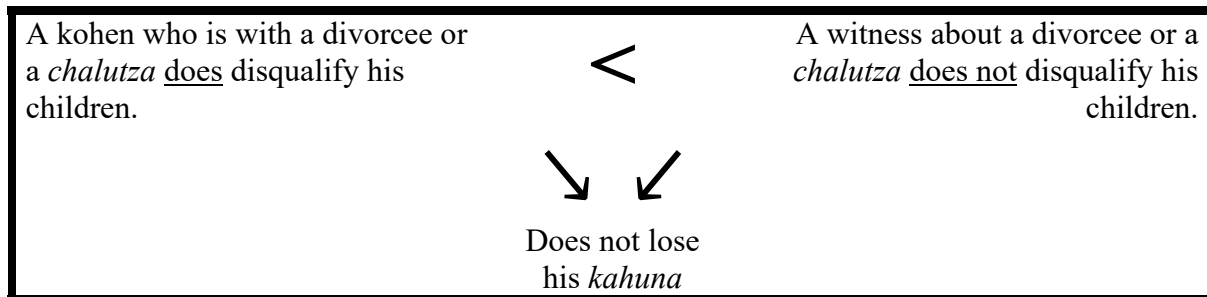 A kohen who is with a divorcee or
a chalutza does disqualify his
children.
<
A witness about a divorcee or a
chalutza does not disqualify his
children.
Does not lose
his kahuna